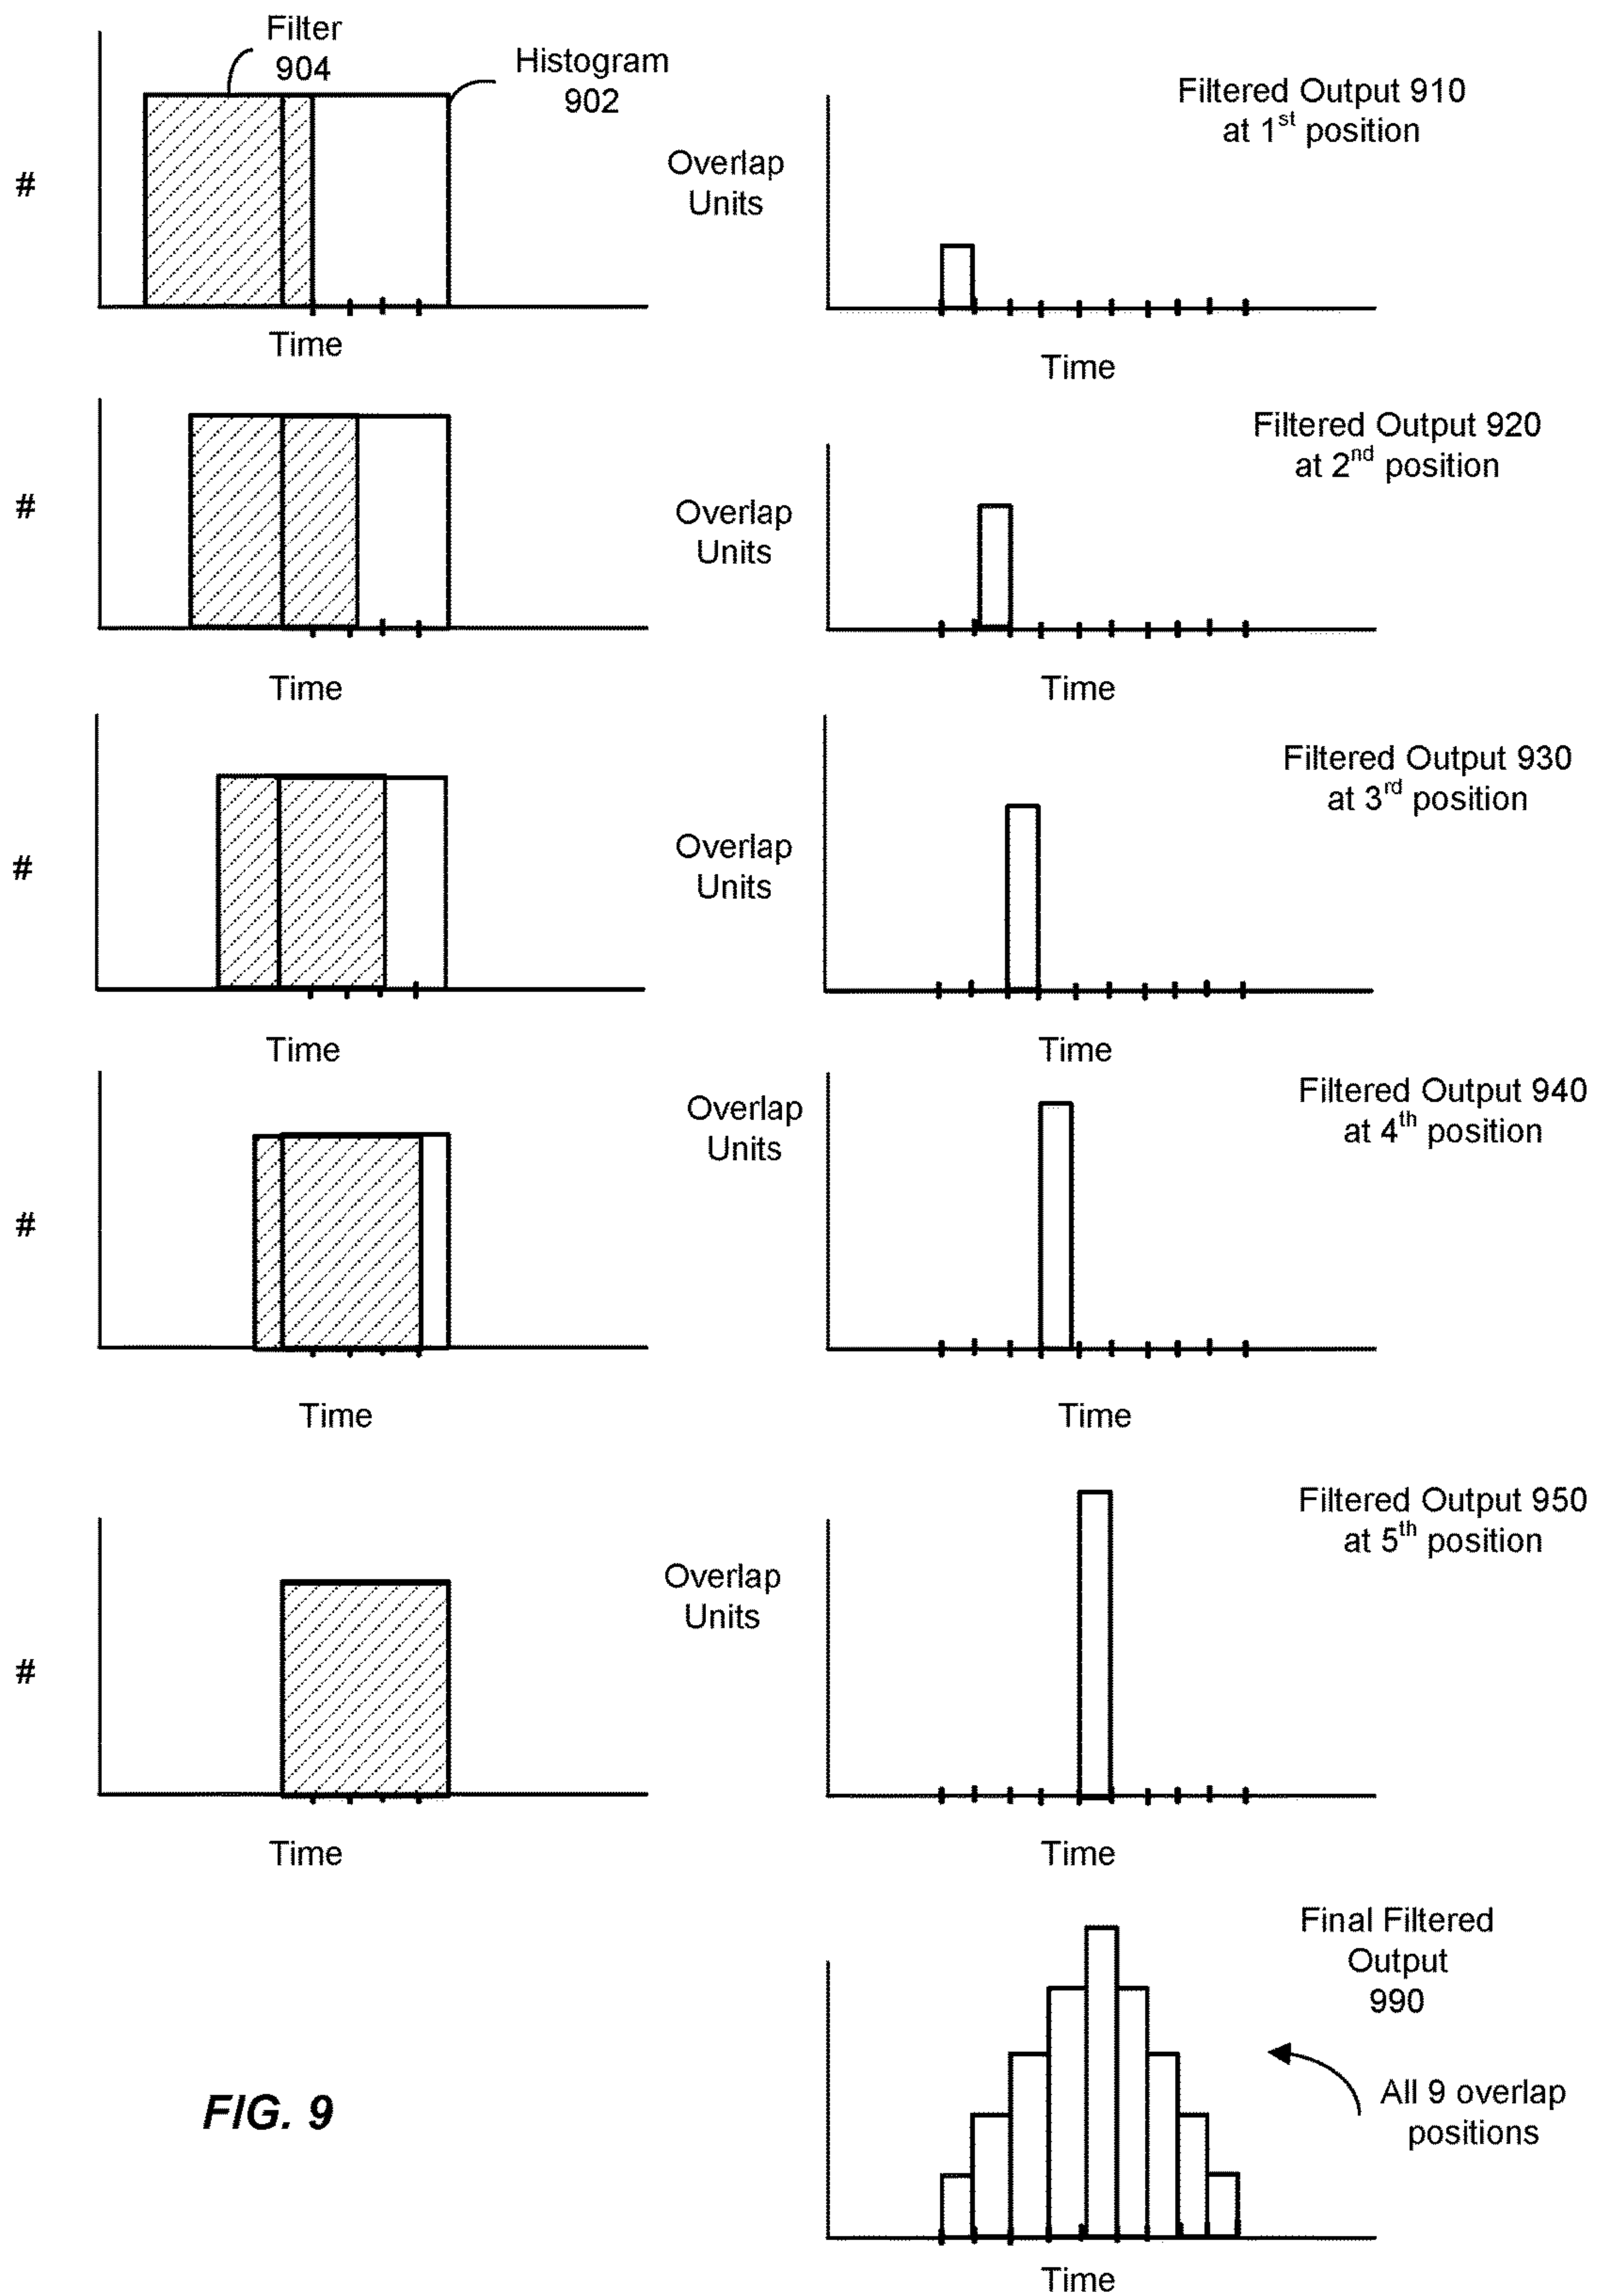 Filter
904
Histogram
902
#
Time
Overlap
Units
Filtered Output 910
at 1st position
Time
#
Time
Overlap
Units
Filtered Output 920
at 2nd position
Time
#
Time
Overlap
Units
Filtered Output 930
at 3rd position
Time
#
Time
Overlap
Units
Filtered Output 940
at 4th position
Time
#
Time
Overlap
Units
Filtered Output 950
at 5th position
Time
Final Filtered
Output
990
All 9 overlap
positions
Time
FIG. 9